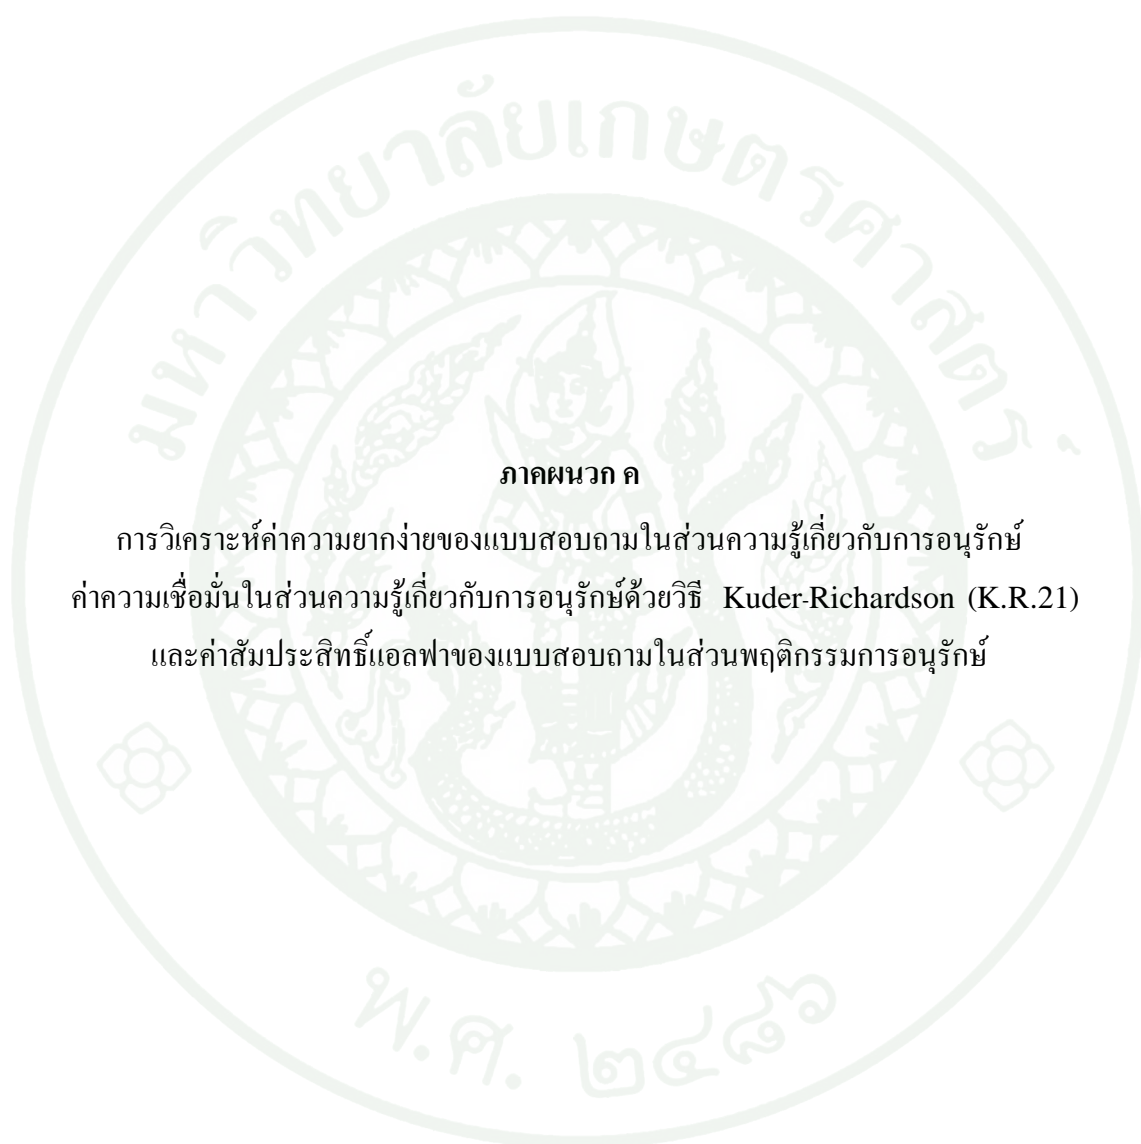 มหาวิทยาลัยเกษตรศาสตร์
ภาคผนวก ค
การวิเคราะห์ค่าความยากง่ายของแบบสอบถามในส่วนความรู้เกี่ยวกับการอนุรักษ์
ค่าความเชื่อมั่นในส่วนความรู้เกี่ยวกับการอนุรักษ์ด้วยวิธี Kuder-Richardson (K.R.21)
และค่าสัมประสิทธิ์แอลฟาของแบบสอบถามในส่วนพฤติกรรมการอนุรักษ์
พ.ศ. ๒๔๘๖